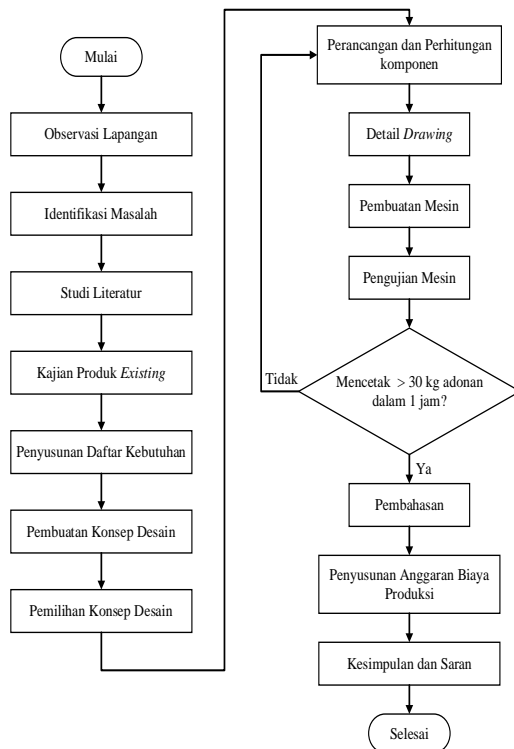 Mulai
Observasi Lapangan
Identifikasi Masalah
Studi Literatur
Kajian Produk Existing
Penyusunan Daftar Kebutuhan
Pembuatan Konsep Desain
Pemilihan Konsep Desain
Perancangan dan Perhitungan
komponen
Detail Drawing
Pembuatan Mesin
Pengujian Mesin
Mencetak > 30 kg adonan
dalam 1 jam?
Tidak
Ya
Pembahasan
Penyusunan Anggaran Biaya
Produksi
Kesimpulan dan Saran
Selesai